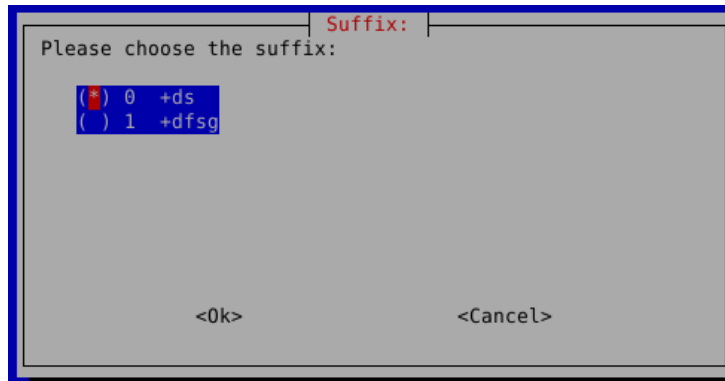 Suffix:
Please choose the suffix:
(*) 0 +ds
( ) 1 +dfsg
<Ok> <Cancel>